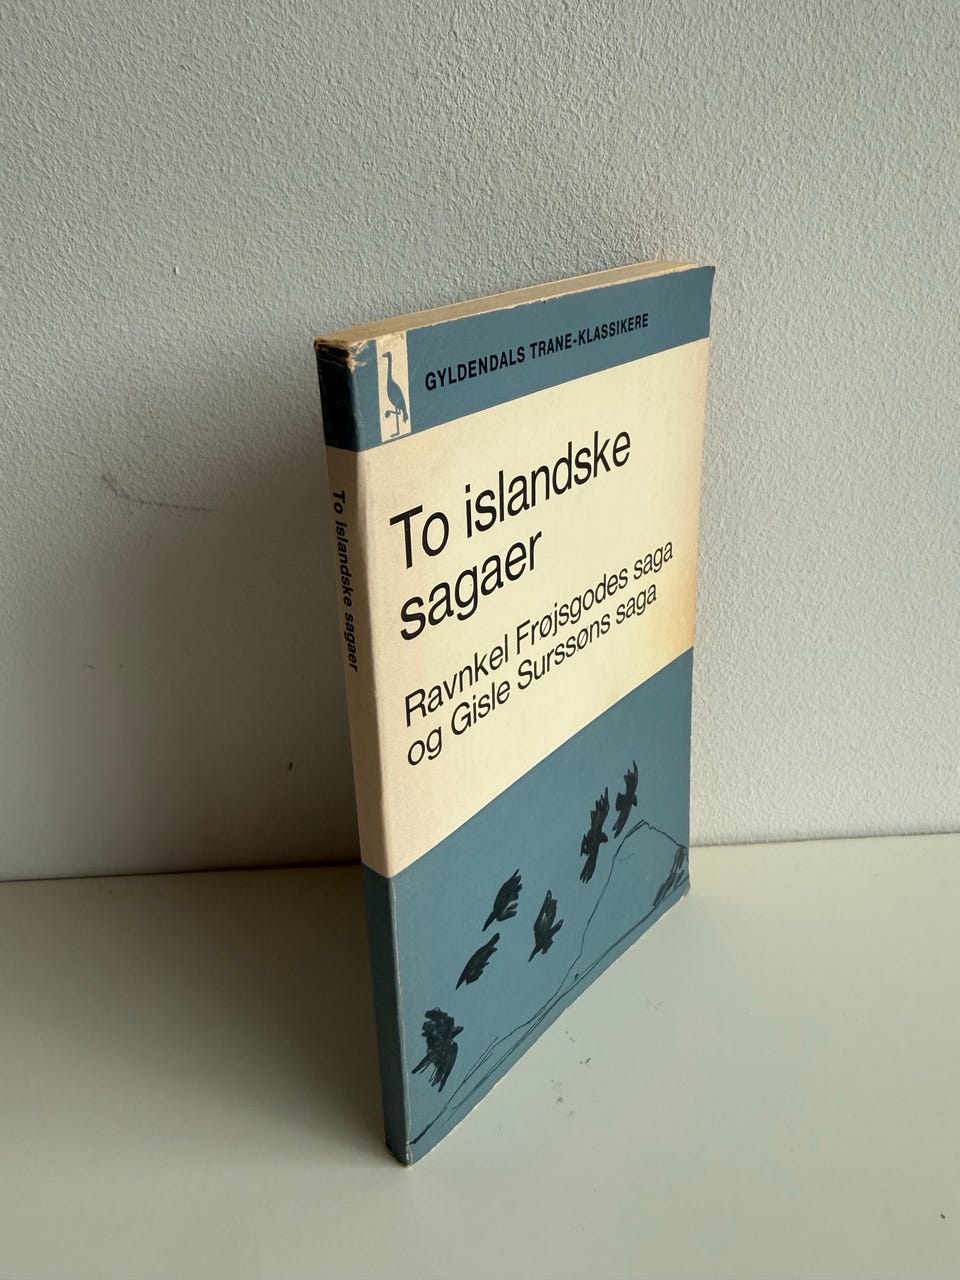 GYLDENDALS TRANE-KLASSIKERE
To islandske
sagaer
Ravnkel Frøjsgodes saga
og Gisle Surssøns saga
To islandske sagaer